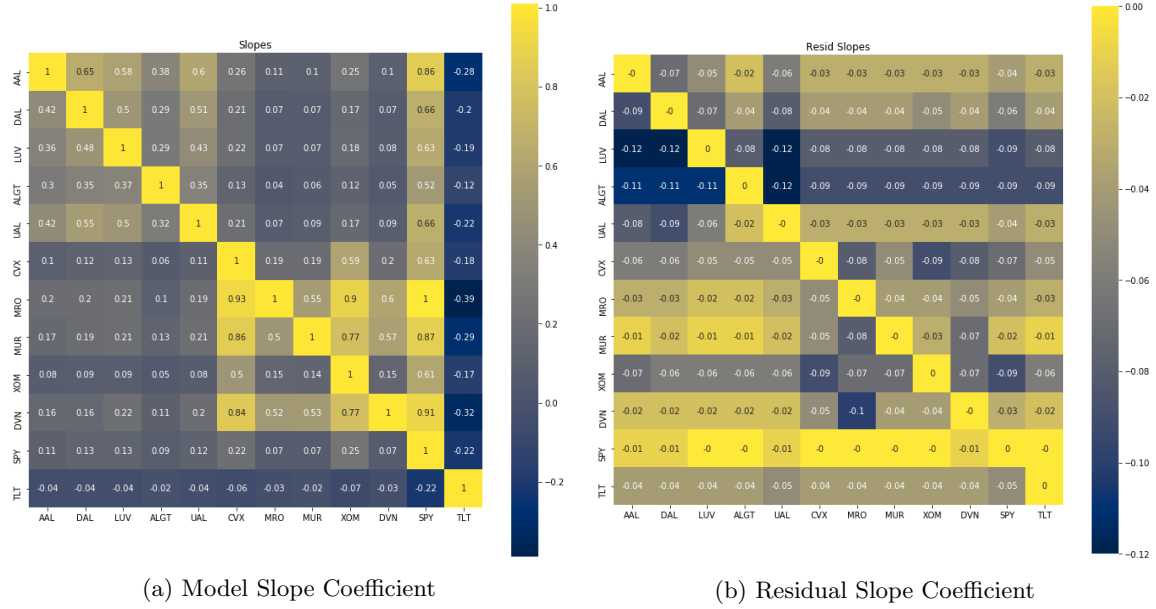 Slopes
AAL 1 0.65 0.58 0.38 0.6 0.26 0.11 0.1 0.25 0.1 0.86 -0.28
DAL 0.42 1 0.5 0.29 0.51 0.21 0.07 0.07 0.17 0.07 0.66 -0.2
LUV 0.36 0.48 1 0.29 0.43 0.22 0.07 0.07 0.18 0.08 0.63 -0.19
ALGT 0.3 0.35 0.37 1 0.35 0.13 0.04 0.06 0.12 0.05 0.52 -0.12
UAL 0.42 0.55 0.5 0.32 1 0.21 0.07 0.09 0.17 0.09 0.66 -0.22
CVX 0.1 0.12 0.13 0.06 0.11 1 0.19 0.19 0.59 0.2 0.63 -0.18
MRO 0.2 0.2 0.21 0.1 0.19 0.93 1 0.55 0.9 0.6 1 -0.39
MUR 0.17 0.19 0.21 0.13 0.21 0.86 0.5 1 0.77 0.57 0.87 -0.29
XOM 0.08 0.09 0.09 0.05 0.08 0.5 0.15 0.14 1 0.15 0.61 -0.17
DVN 0.16 0.16 0.22 0.11 0.2 0.84 0.52 0.53 0.77 1 0.91 -0.32
SPY 0.11 0.13 0.13 0.09 0.12 0.22 0.07 0.07 0.25 0.07 1 -0.22
TLT -0.04 -0.04 -0.04 -0.02 -0.04 -0.06 -0.03 -0.02 -0.07 -0.03 -0.22 1
AAL DAL LUV ALGT UAL CVX MRO MUR XOM DVN SPY TLT
1.0
0.8
0.6
0.4
0.2
0.0
-0.2
(a) Model Slope Coefficient
Resid Slopes
AAL -0 -0.07 -0.05 -0.02 -0.06 -0.03 -0.03 -0.03 -0.03 -0.03 -0.04 -0.03
DAL -0.09 -0 -0.07 -0.04 -0.08 -0.04 -0.04 -0.04 -0.04 -0.04 -0.06 -0.04
LUV -0.12 -0.12 0 -0.08 -0.12 -0.08 -0.08 -0.08 -0.08 -0.08 -0.09 -0.08
ALGT -0.11 -0.11 -0.11 0 -0.12 -0.09 -0.09 -0.09 -0.09 -0.09 -0.09 -0.09
UAL -0.08 -0.09 -0.06 -0.02 -0 -0.03 -0.03 -0.03 -0.03 -0.03 -0.04 -0.03
CVX -0.06 -0.06 -0.05 -0.05 -0.05 -0 -0.08 -0.05 -0.09 -0.08 -0.07 -0.05
MRO -0.03 -0.03 -0.02 -0.02 -0.03 -0.05 -0 -0.04 -0.04 -0.05 -0.04 -0.03
MUR -0.01 -0.02 -0.02 -0.01 -0.02 -0.05 -0.08 -0 -0.03 -0.07 -0.02 -0.01
XOM -0.07 -0.06 -0.06 -0.06 -0.06 -0.09 -0.07 -0.07 0 -0.07 -0.09 -0.06
DVN -0.02 -0.02 -0.02 -0.02 -0.02 -0.05 -0.1 -0.04 -0.04 -0 -0.03 -0.02
SPY -0.01 -0.01 -0 -0 -0.01 -0 -0 -0 -0 -0.01 0 -0
TLT -0.04 -0.04 -0.04 -0.04 -0.05 -0.04 -0.04 -0.04 -0.04 -0.04 -0.05 0
AAL DAL LUV ALGT UAL CVX MRO MUR XOM DVN SPY TLT
0.00
−0.02
−0.04
−0.06
−0.08
−0.10
−0.12
(b) Residual Slope Coefficient